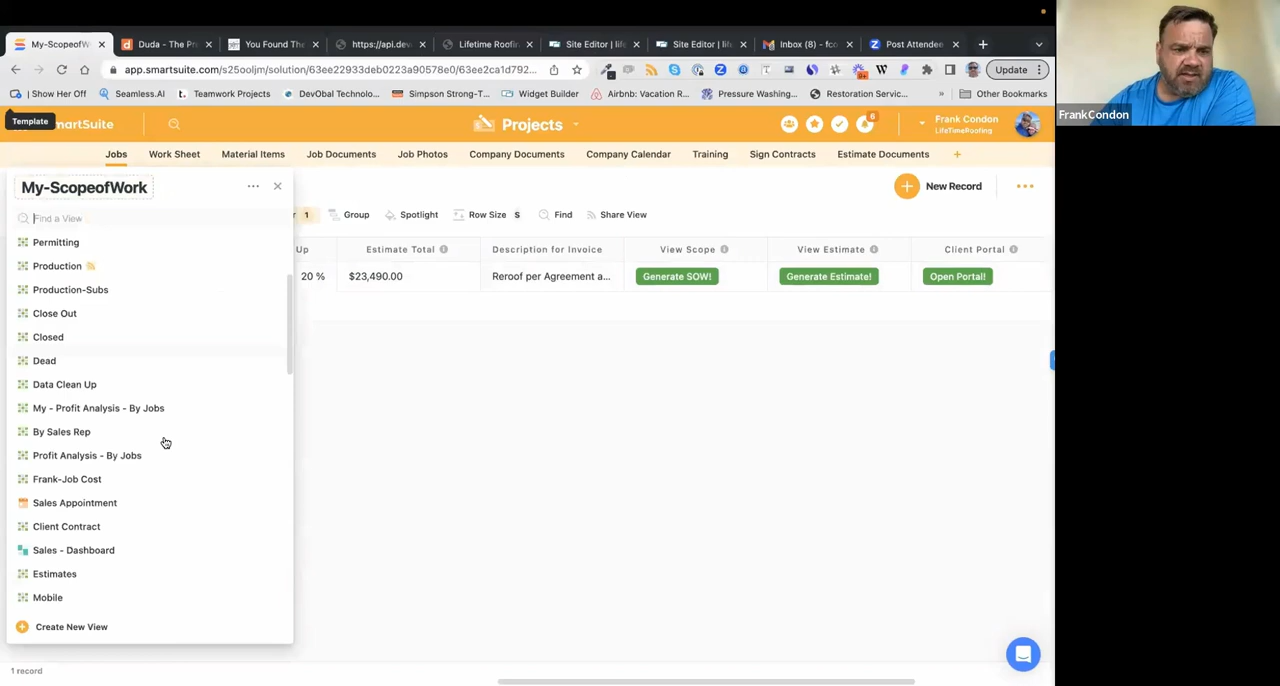 My-ScopeofW
Duda - The Pr
You Found The
https://api.dev
Lifetime Roofin
Site Editor | life
Site Editor | life
Inbox (8) - fco
Post Attendee
app.smartsuite.com/s25ooljm/solution/63ee22933deb0223a90578e0/63ee2ca1d792...
Update
| Show Her Off
Seamless.AI
Teamwork Projects
DevObal Technolo...
Simpson Strong-T...
Widget Builder
Airbnb: Vacation R...
Pressure Washing...
Restoration Servic...
»
Other Bookmarks
Template
martSuite
Projects
6
Frank Condon
LifeTimeRoofing
FrankCondon
Jobs
Work Sheet
Material Items
Job Documents
Job Photos
Company Documents
Company Calendar
Training
Sign Contracts
Estimate Documents
My-ScopeofWork
New Record
Find a View
r 1
Group
Spotlight
Row Size S
Find
Share View
Up
Estimate Total
Description for Invoice
View Scope
View Estimate
Client Portal
20 %
$23,490.00
Reroof per Agreement a...
Generate SOW!
Generate Estimate!
Open Portal!
Permitting
Production
Production-Subs
Close Out
Closed
Dead
Data Clean Up
My - Profit Analysis - By Jobs
By Sales Rep
Profit Analysis - By Jobs
Frank-Job Cost
Sales Appointment
Client Contract
Sales - Dashboard
Estimates
Mobile
Create New View
1 record